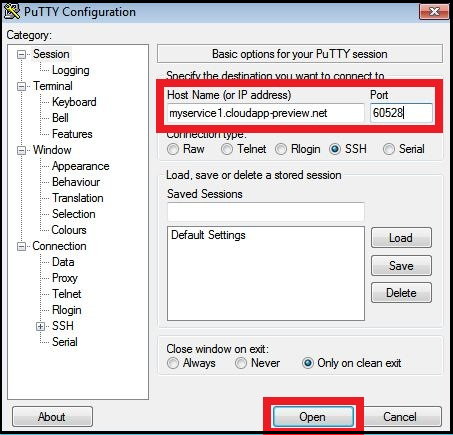 PuTTY Configuration
Category:
Session
Logging
Terminal
Keyboard
Bell
Features
Window
Appearance
Behaviour
Translation
Selection
Colours
Connection
Data
Proxy
Telnet
Rlogin
SSH
Serial
Basic options for your PuTTY session
Specify the destination you want to connect to
Host Name (or IP address) Port
myservice1.cloudapp-preview.net 60528
Connection type:
Raw Telnet Rlogin SSH Serial
Load, save or delete a stored session
Saved Sessions
Default Settings
Load
Save
Delete
Close window on exit:
Always Never Only on clean exit
About Open Cancel